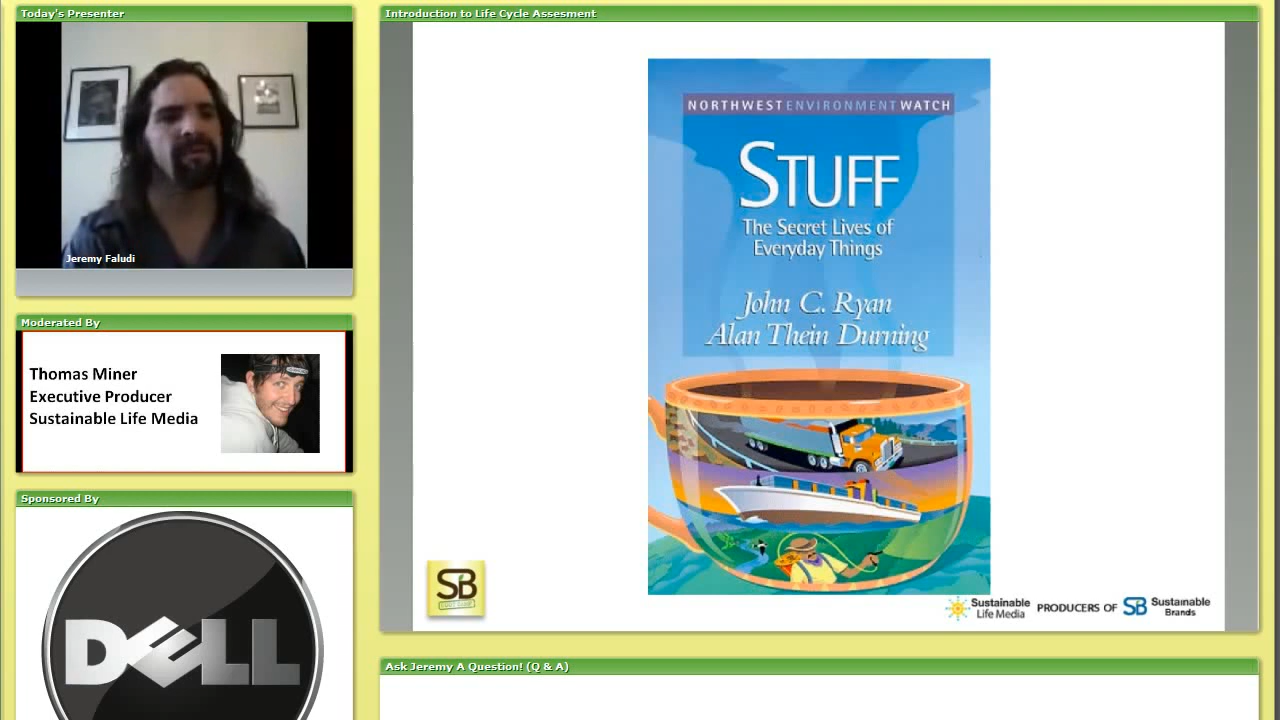 Today's Presenter
Jeremy Faludi
Moderated By
Thomas Miner
Executive Producer
Sustainable Life Media
Sponsored By
DELL
Introduction to Life Cycle Assesment
NORTHWEST ENVIRONMENT WATCH
STUFF
The Secret Lives of
Everyday Things
John C. Ryan
Alan Thein Durning
SB
Sustainable
Life Media
PRODUCERS OF
SB
Sustainable
Brands
Ask Jeremy A Question! (Q & A)